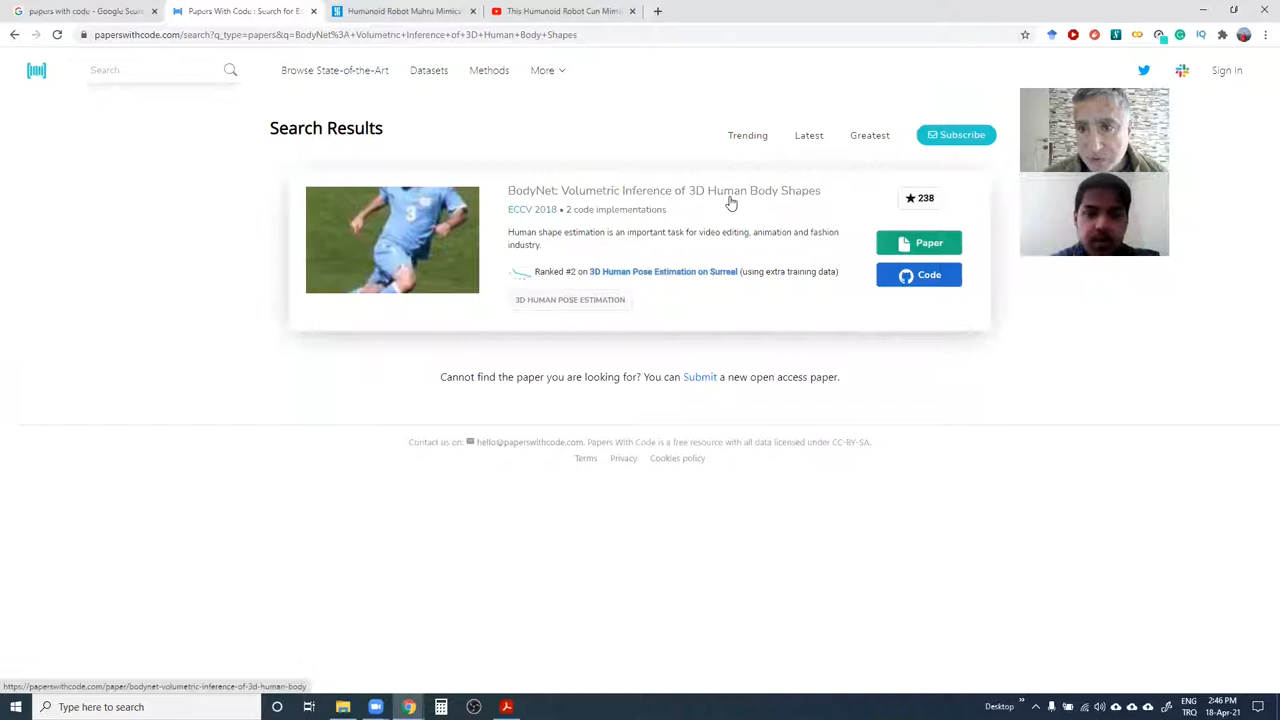 papers with code - Google Sear
Papers With Code : Search for Bo
Humanoid Robot Mahru Mimics
This Humanoid Robot Can Mimic
paperswithcode.com/search?q_type=papers&q=BodyNet%3A+Volumetric+Inference+of+3D+Human+Body+Shapes
Search
Browse State-of-the-Art
Datasets
Methods
More
Sign In
Search Results
Trending
Latest
Greatest
Subscribe
BodyNet: Volumetric Inference of 3D Human Body Shapes
238
ECCV 2018 • 2 code implementations
Human shape estimation is an important task for video editing, animation and fashion
industry.
Paper
Ranked #2 on 3D Human Pose Estimation on Surreal (using extra training data)
Code
3D HUMAN POSE ESTIMATION
3
Cannot find the paper you are looking for? You can Submit a new open access paper.
Contact us on: hello@paperswithcode.com. Papers With Code is a free resource with all data licensed under CC-BY-SA.
Terms Privacy Cookies policy
https://paperswithcode.com/paper/bodynet-volumetric-inference-of-3d-human-body
Type here to search
Desktop
ENG
TRQ
2:46 PM
18-Apr-21